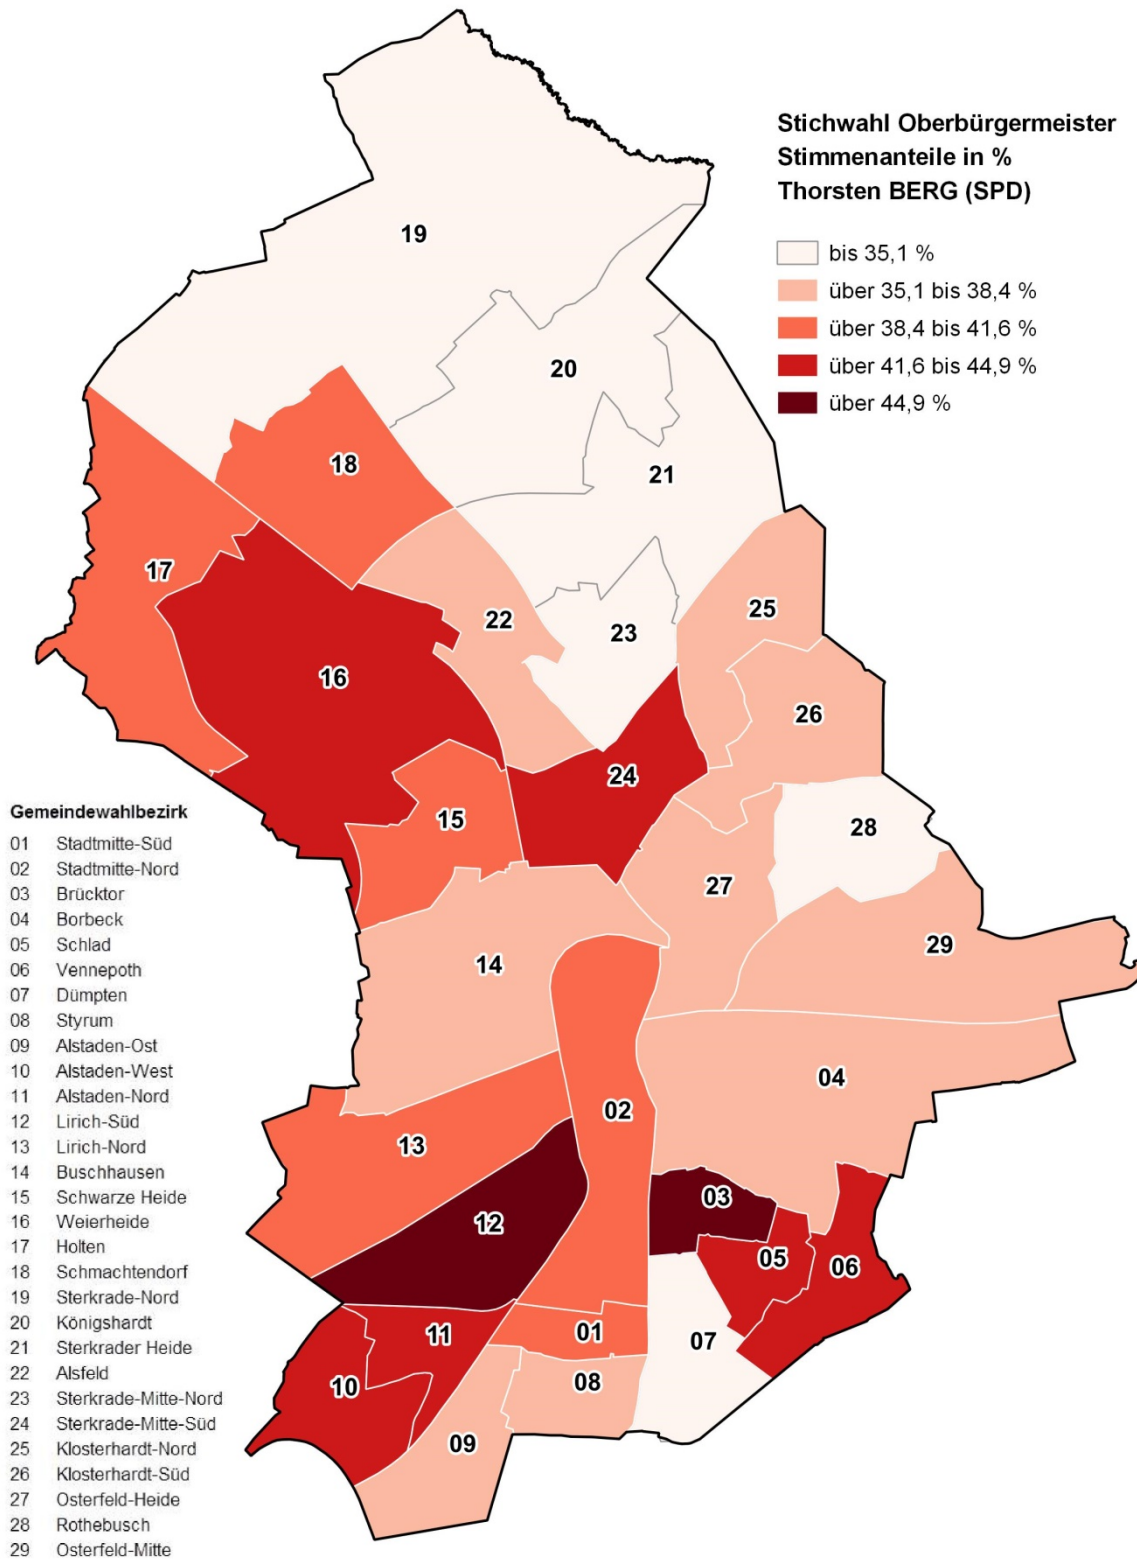 Stichwahl Oberbürgermeister
Stimmenanteile in %
Thorsten BERG (SPD)
bis 35,1 %
über 35,1 bis 38,4 %
über 38,4 bis 41,6 %
über 41,6 bis 44,9 %
über 44,9 %
19
20
21
18
17
22
23
25
16
26
24
15
28
27
29
14
04
02
13
03
12
05
06
11
01
07
10
08
09
Gemeindewahlbezirk
01 Stadtmitte-Süd
02 Stadtmitte-Nord
03 Brücktor
04 Borbeck
05 Schlad
06 Vennepoth
07 Dümpten
08 Styrum
09 Alstaden-Ost
10 Alstaden-West
11 Alstaden-Nord
12 Lirich-Süd
13 Lirich-Nord
14 Buschhausen
15 Schwarze Heide
16 Weierheide
17 Holten
18 Schmachtendorf
19 Sterkrade-Nord
20 Königshardt
21 Sterkrader Heide
22 Alsfeld
23 Sterkrade-Mitte-Nord
24 Sterkrade-Mitte-Süd
25 Klosterhardt-Nord
26 Klosterhardt-Süd
27 Osterfeld-Heide
28 Rothebusch
29 Osterfeld-Mitte